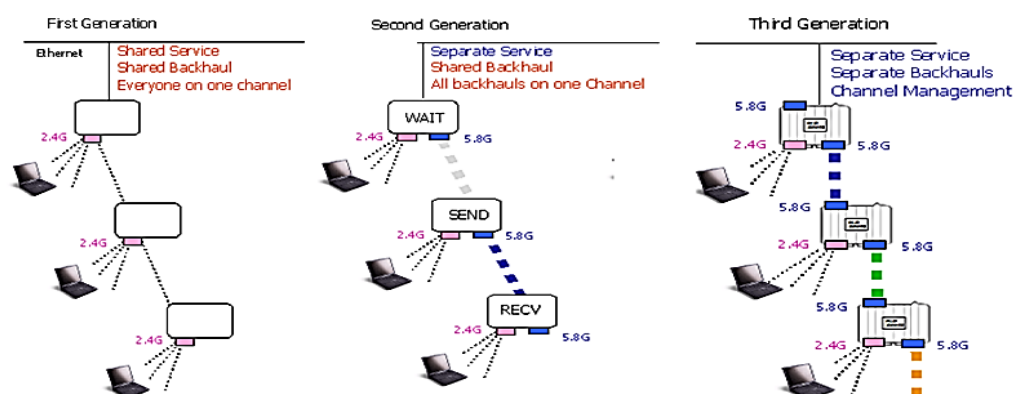 First Generation
Ethernet
Shared Service
Shared Backhaul
Everyone on one channel
2.4G
2.4G
2.4G
Second Generation
Separate Service
Shared Backhaul
All backhauls on one Channel
WAIT
2.4G
5.8G
SEND
2.4G
5.8G
RECV
2.4G
5.8G
Third Generation
Separate Service
Separate Backhauls
Channel Management
5.8G
2.4G
5.8G
5.8G
2.4G
5.8G
5.8G
2.4G
5.8G